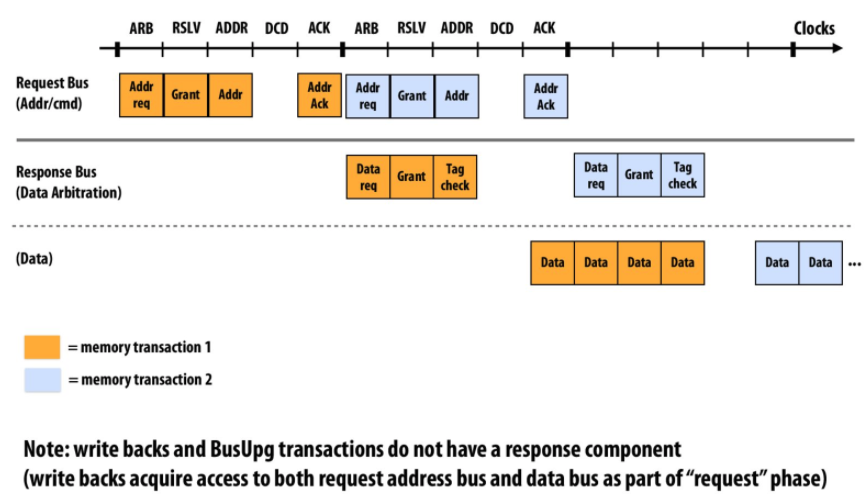 ARB RSLV ADDR DCD ACK ARB RSLV ADDR DCD ACK Clocks
Request Bus
(Addr/cmd)
Addr req Grant Addr Addr Ack Addr req Grant Addr Addr Ack
Response Bus
(Data Arbitration)
Data req Grant Tag check Data req Grant Tag check
(Data)
Data Data Data Data Data Data ...
= memory transaction 1
= memory transaction 2
Note: write backs and BusUpg transactions do not have a response component
(write backs acquire access to both request address bus and data bus as part of “request” phase)